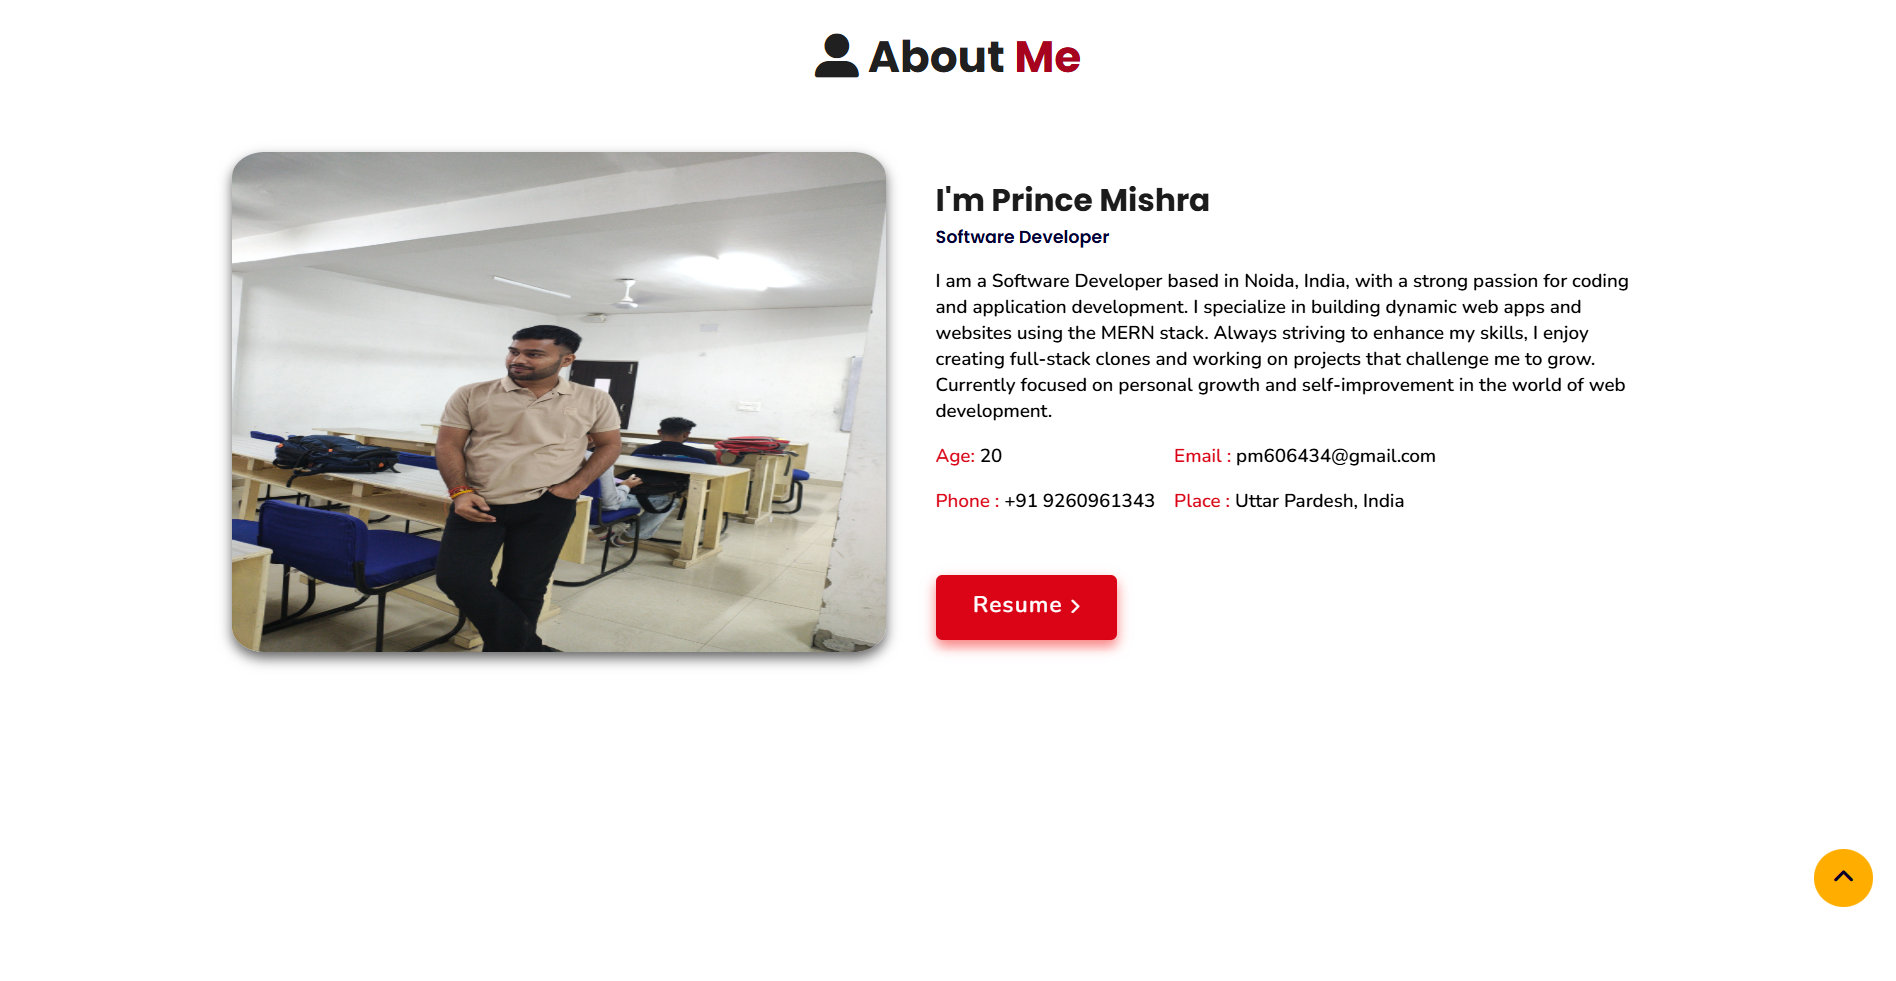 About Me
I'm Prince Mishra
Software Developer
I am a Software Developer based in Noida, India, with a strong passion for coding
and application development. I specialize in building dynamic web apps and
websites using the MERN stack. Always striving to enhance my skills, I enjoy
creating full-stack clones and working on projects that challenge me to grow.
Currently focused on personal growth and self-improvement in the world of web
development.
Age: 20 Email : pm606434@gmail.com
Phone : +91 9260961343 Place : Uttar Pardesh, India
Resume